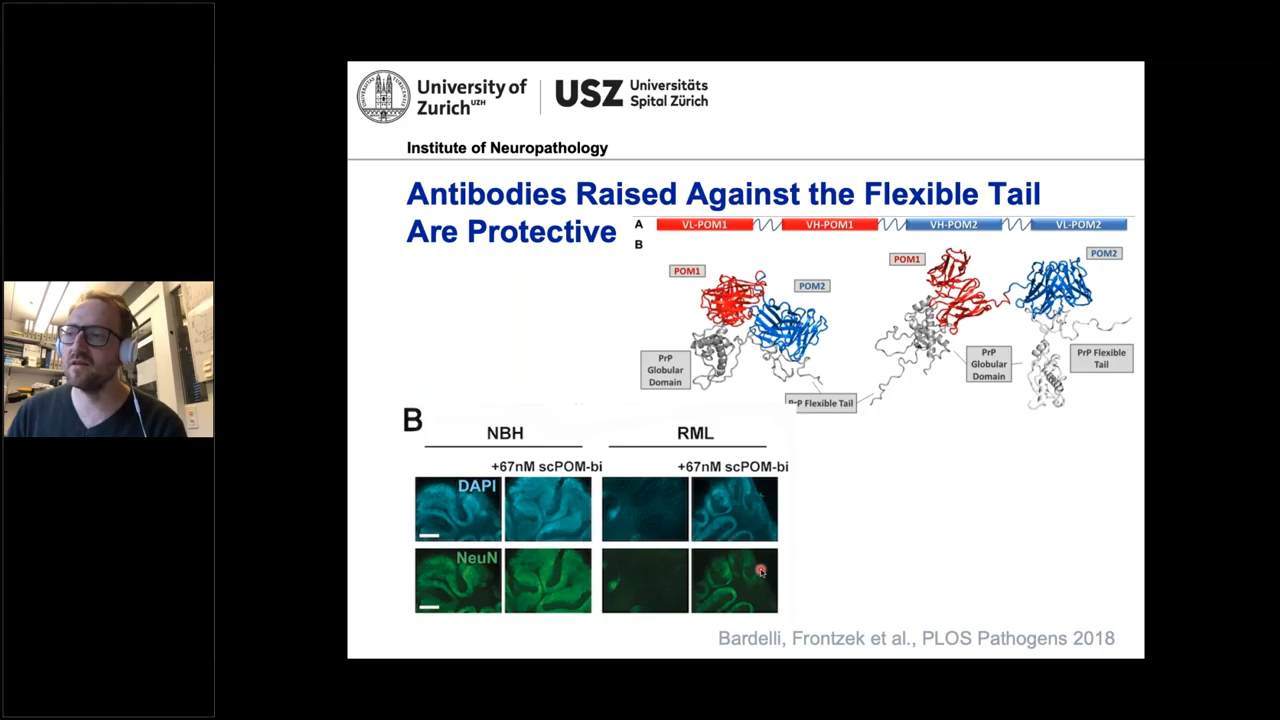 University of
Zurich UZH
USZ Universitäts
Spital Zürich
Institute of Neuropathology
Antibodies Raised Against the Flexible Tail
Are Protective
A
VL-POM1
VH-POM1
VH-POM2
VL-POM2
B
POM1
POM2
PrP
Globular
Domain
PrP Flexible Tail
POM1
POM2
PrP
Globular
Domain
PrP Flexible
Tail
B
NBH
RML
+67nM scPOM-bi
+67nM scPOM-bi
DAPI
NeuN
Bardelli, Frontzek et al., PLOS Pathogens 2018